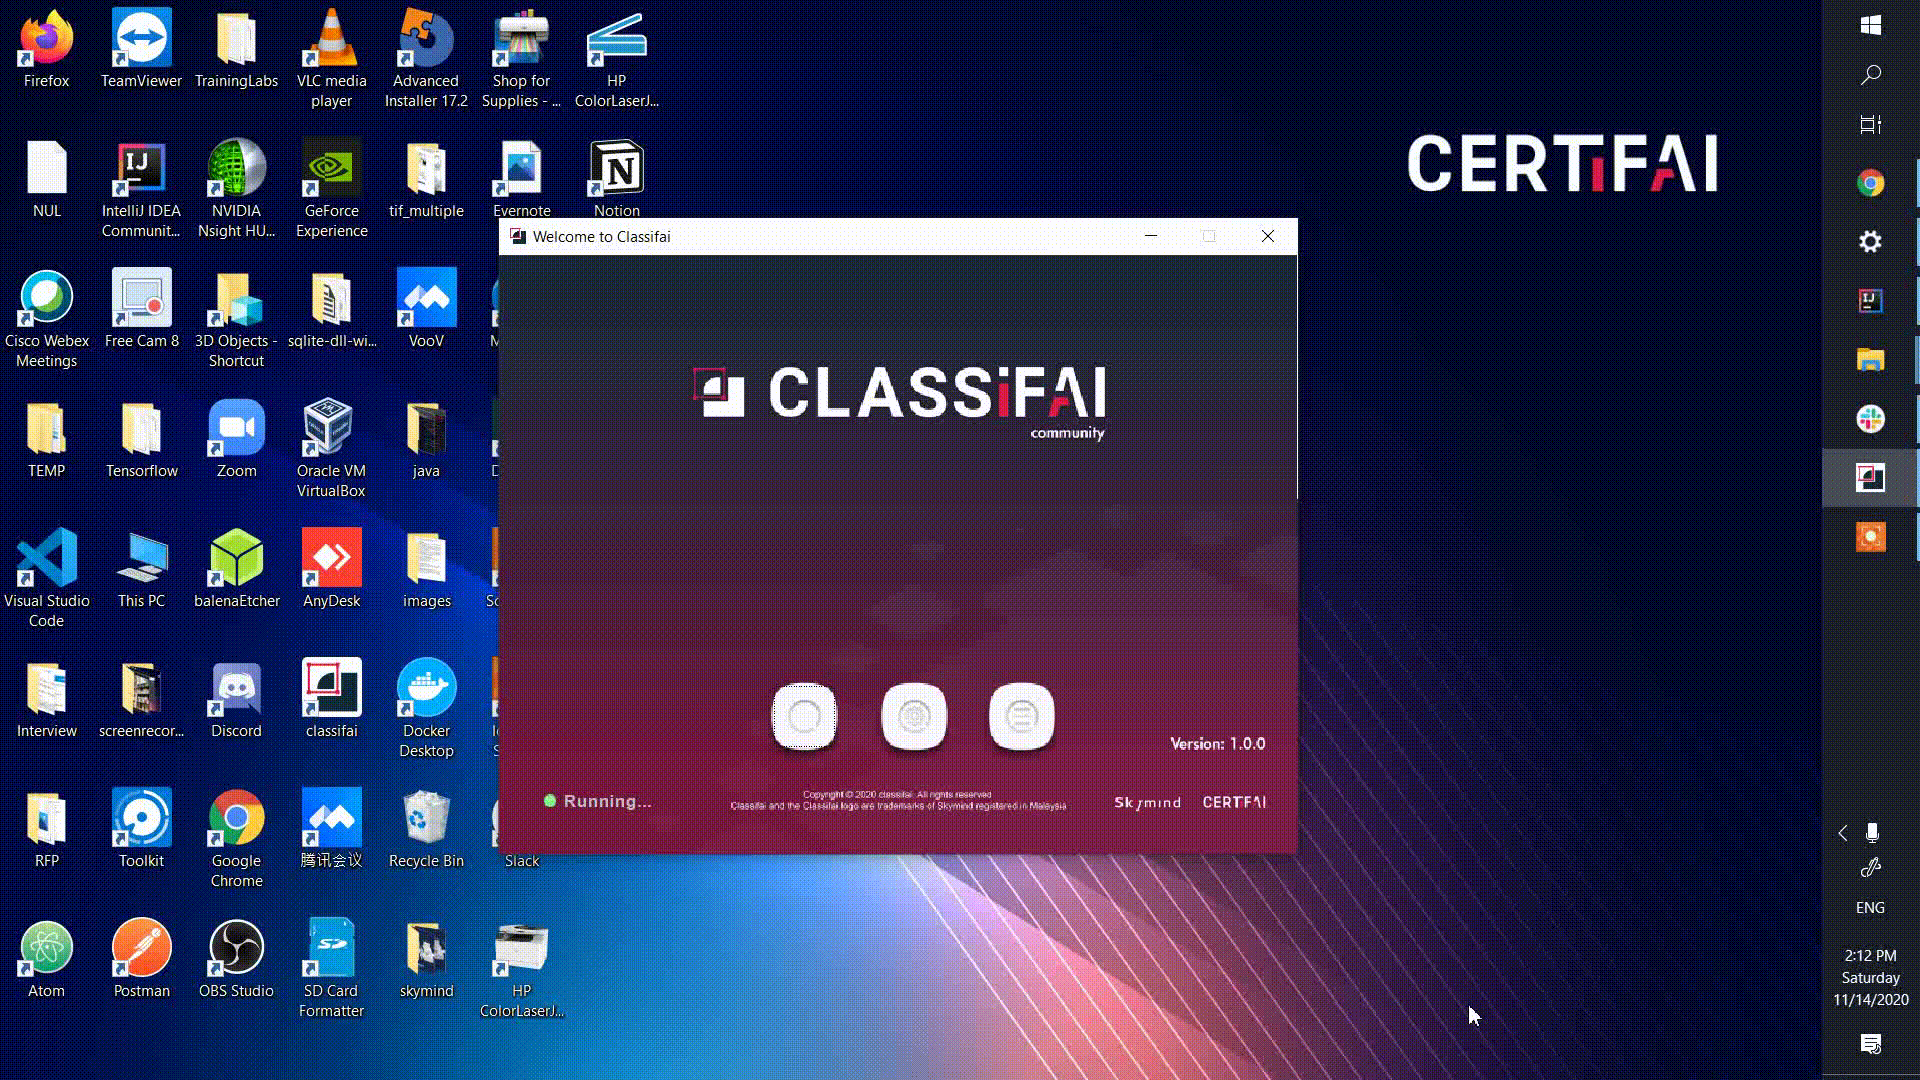 Firefox
TeamViewer
TrainingLabs
VLC media
player
Advanced
Installer 17.2
Shop for
Supplies - ...
HP
ColorLaserJ...
NUL
IntelliJ IDEA
Communit...
NVIDIA
Nsight HU...
GeForce
Experience
tif_multiple
Evernote
Notion
CERTiFAI
Welcome to Classifai
Cisco Webex
Meetings
Free Cam 8
3D Objects -
Shortcut
sqlite-dll-wi...
VooV
CLASSiFAI
community
TEMP
Tensorflow
Zoom
Oracle VM
VirtualBox
java
Visual Studio
Code
This PC
balenaEtcher
AnyDesk
images
Interview
screenrecor...
Discord
classifai
Docker
Desktop
Version: 1.0.0
Running...
Copyright © 2020 classifai. All rights reserved
Classifai and the Classifai logo are trademarks of Skymind registered in Malaysia
Skymind
CERTiFAI
RFP
Toolkit
Google
Chrome
腾讯会议
Recycle Bin
Slack
Atom
Postman
OBS Studio
SD Card
Formatter
skymind
HP
ColorLaserJ...
ENG
2:12 PM
Saturday
11/14/2020